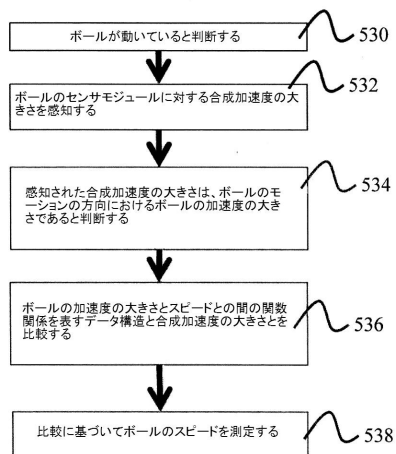 ボールが動いていると判断する
530
ボールのセンサモジュールに対する合成加速度の大
きさを感知する
532
感知された合成加速度の大きさは、ボールのモ
ーションの方向におけるボールの加速度の大き
さであると判断する
534
ボールの加速度の大きさとスピードとの間の関数
関係を表すデータ構造と合成加速度の大きさとを
比較する
536
比較に基づいてボールのスピードを測定する
538